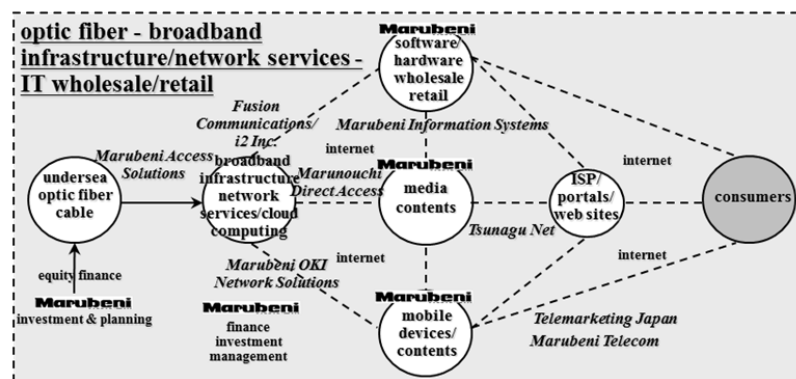 optic fiber - broadband
infrastructure/network services -
IT wholesale/retail
Marubeni
software/
hardware
wholesale
retail
Fusion
Communications/
i2 Inc.
internet
Marubeni Information Systems
Marubeni Access
Solutions
undersea
optic fiber
cable
broadband
infrastructure
network
services/cloud
computing
Marunouchi
Direct Access
Marubeni
media
contents
ISP/
portals/
web sites
internet
consumers
Tsunagu Net
equity finance
Marubeni
investment & planning
Marubeni OKI
Network Solutions
internet
internet
Marubeni
finance
investment
management
Marubeni
mobile
devices/
contents
Telemarketing Japan
Marubeni Telecom